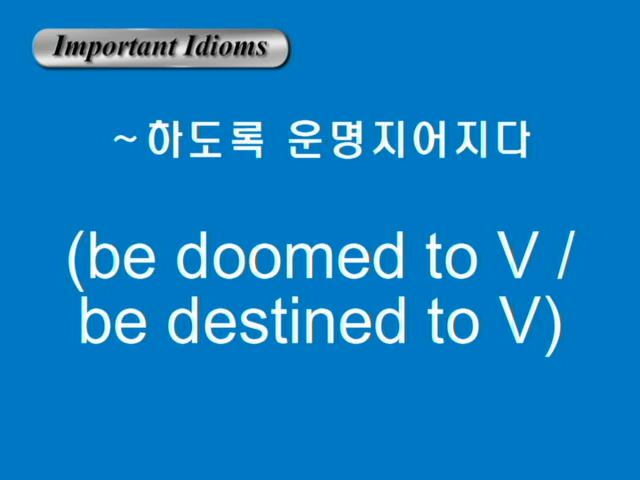 Important Idioms
~하도록 운명지어지다
(be doomed to V /
be destined to V)